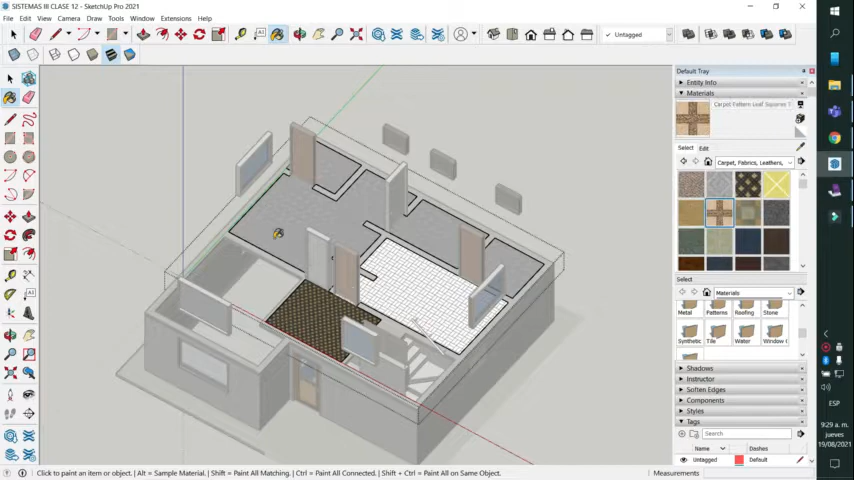 SISTEMAS III CLASE 12 - SketchUp Pro 2021
File Edit View Camera Draw Tools Window Extensions Help
Untagged
Default Tray
Entity Info
Materials
Carpet Pattern Leaf Squares T
Select Edit
Carpet, Fabrics, Leathers,
Select
Materials
Metal Patterns Roofing Stone
Synthetic Tile Water Window
Shadows
Instructor
Soften Edges
Components
Styles
Tags
Search
Name Dashes
Untagged Default
Click to paint an item or object. | Alt = Sample Material. | Shift = Paint All Matching. | Ctrl = Paint All Connected. | Shift + Ctrl = Paint All on Same Object.
Measurements
ESP
9:29 a. m.
jueves
19/08/2021